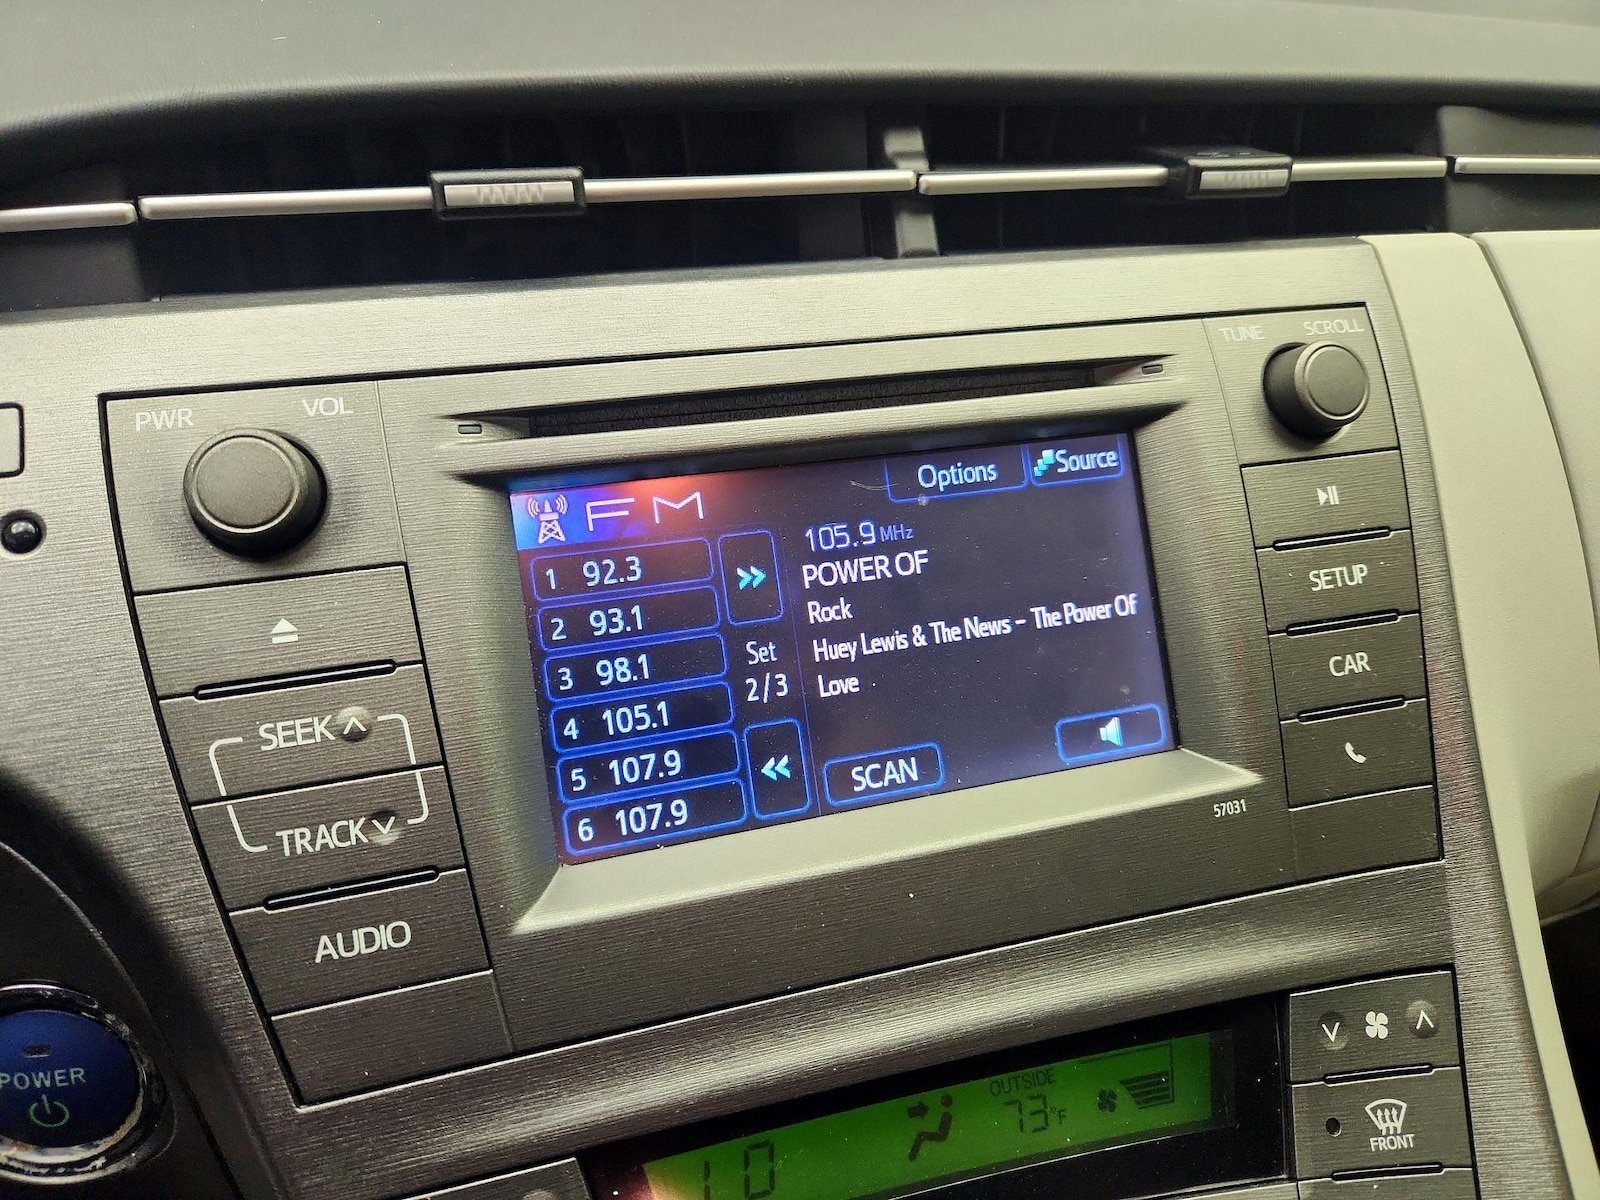 PWR VOL
TUNE SCROLL
FM
Options
Source
1 92.3
2 93.1
3 98.1
4 105.1
5 107.9
6 107.9
Set
2/3
105.9 MHz
POWER OF
Rock
Huey Lewis & The News - The Power Of
Love
SCAN
SEEK
TRACK
AUDIO
SETUP
CAR
57031
POWER
OUTSIDE
73°F
FRONT